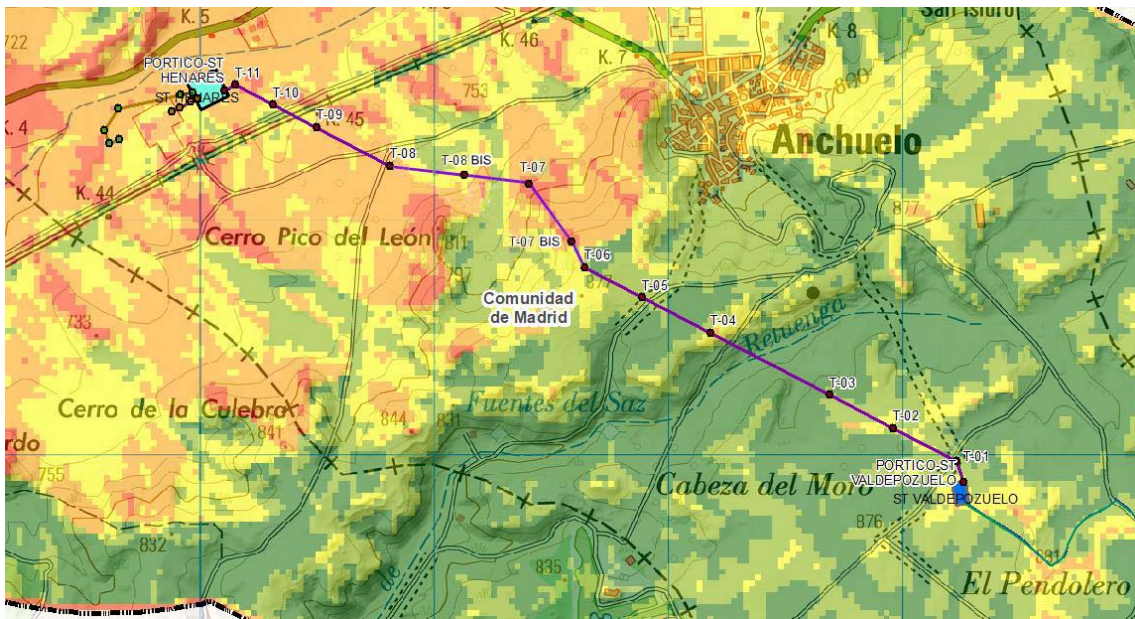 722
K. 5
K. 46
K. 7
San Isidro
K. 8
800
PORTICO-ST
HENARES
ST HENARES
T-11
T-10
T-09
K. 45
K. 4
753
Anchuelo
T-08
T-08 BIS
T-07
K. 44
877
Cerro Pico del León
811
T-07 BIS
T-06
797
T-05
Comunidad
de Madrid
733
T-04
Retuenga
Cerro de la Culebra
841
844
831
Fuentes del Saz
T-03
T-02
755
T-01
PORTICO-ST
VALDEPOZUELO
Cabeza del Moro
ST VALDEPOZUELO
832
876
835
de
El Pendolero